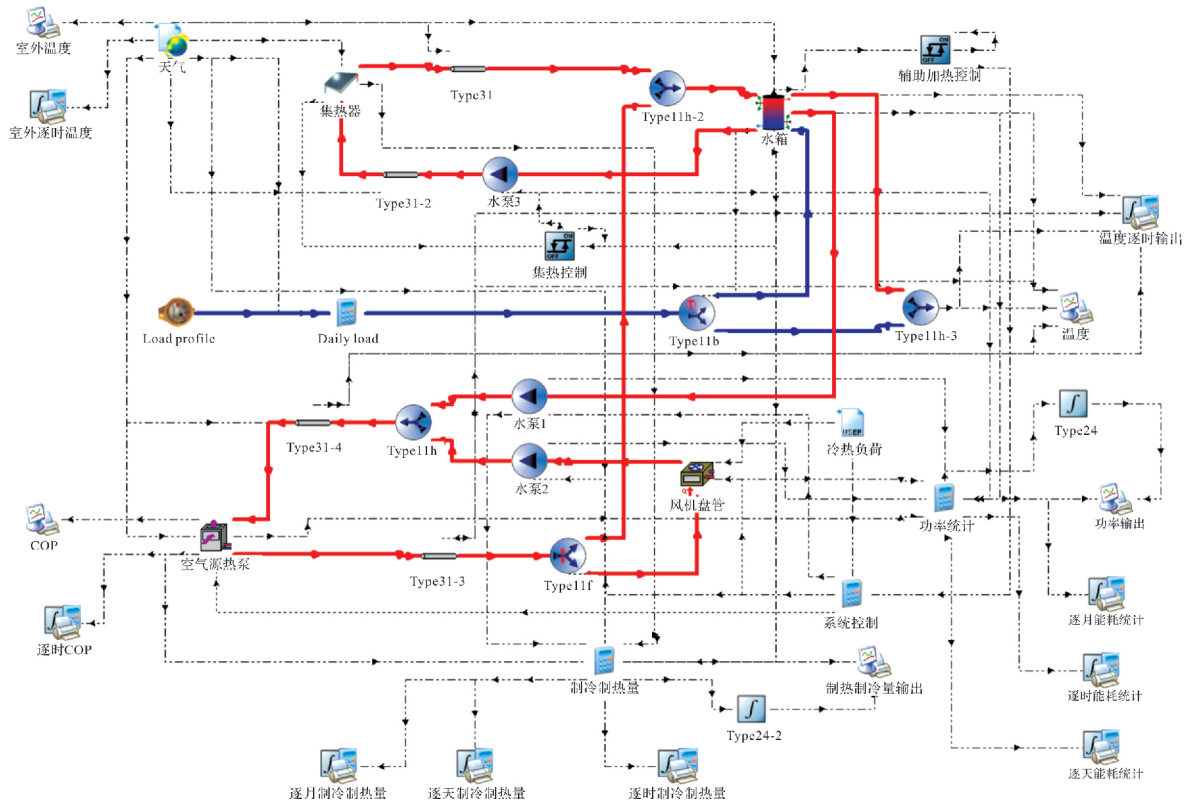 室外温度
天气
室外逐时温度
集热器
Type31
Type11h-2
水箱
ON
OFF
辅助加热控制
Type31-2
水泵3
ON
OFF
集热控制
温度逐时输出
Load profile
Daily load
T
Type11b
Type11h-3
温度
Type31-4
Type11h
水泵1
水泵2
USER
冷热负荷
Type24
风机盘管
功率统计
功率输出
COP
空气源热泵
Type31-3
Type11f
系统控制
逐月能耗统计
逐时COP
制冷制热量
制热制冷量输出
逐时能耗统计
Type24-2
逐天能耗统计
逐月制冷制热量
逐天制冷制热量
逐时制冷制热量